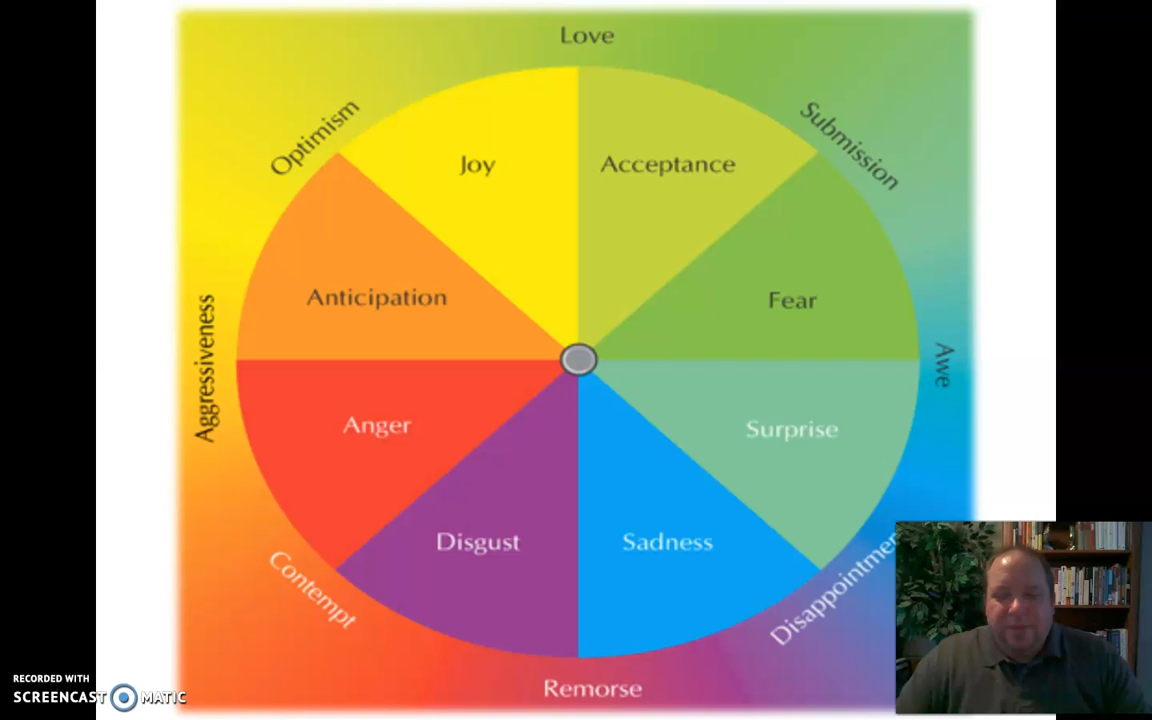 Love
Optimism
Submission
Joy
Acceptance
Anticipation
Fear
Aggressiveness
Awe
Anger
Surprise
Disgust
Sadness
Contempt
Disappointmen
Remorse
RECORDED WITH
SCREENCAST MATIC